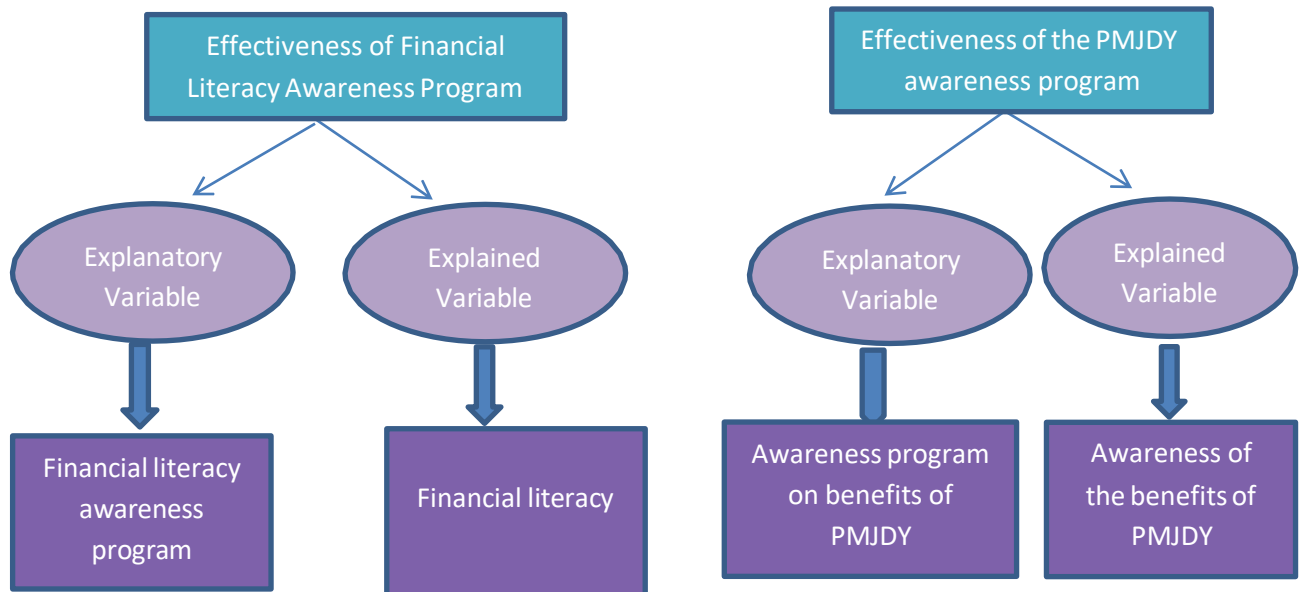 Effectiveness of Financial
Literacy Awareness Program
Explanatory
Variable
Explained
Variable
Financial literacy
awareness
program
Financial literacy
Effectiveness of the PMJDY
awareness program
Explanatory
Variable
Explained
Variable
Awareness program
on benefits of
PMJDY
Awareness of
the benefits of
PMJDY